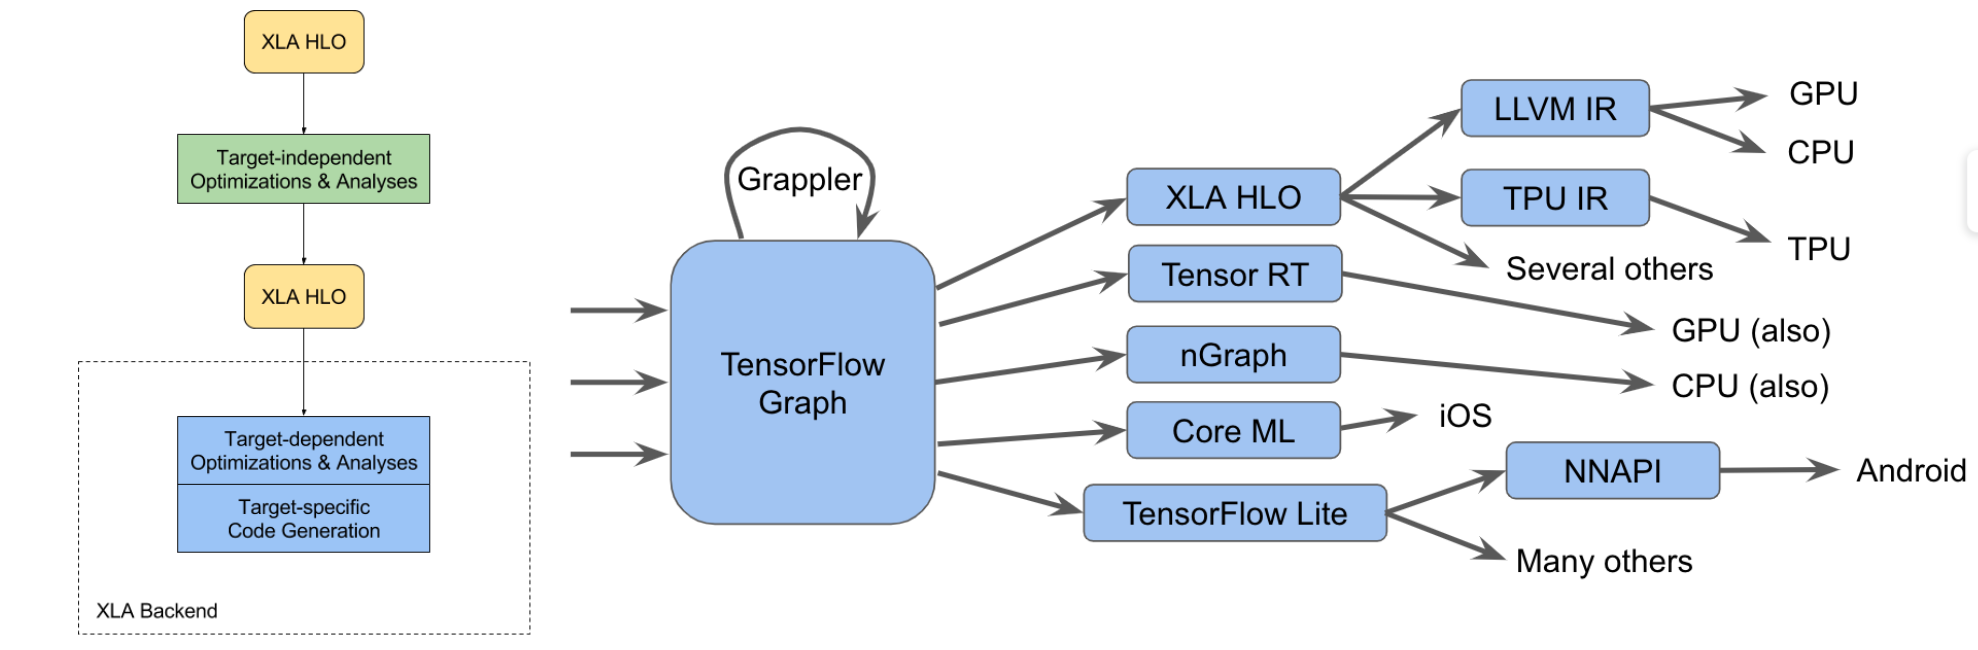 XLA HLO
Target-independent
Optimizations & Analyses
XLA HLO
Target-dependent
Optimizations & Analyses
Target-specific
Code Generation
XLA Backend
Grappler
TensorFlow
Graph
XLA HLO
Tensor RT
nGraph
Core ML
TensorFlow Lite
LLVM IR
TPU IR
Several others
GPU
CPU
TPU
GPU (also)
CPU (also)
iOS
NNAPI
Android
Many others